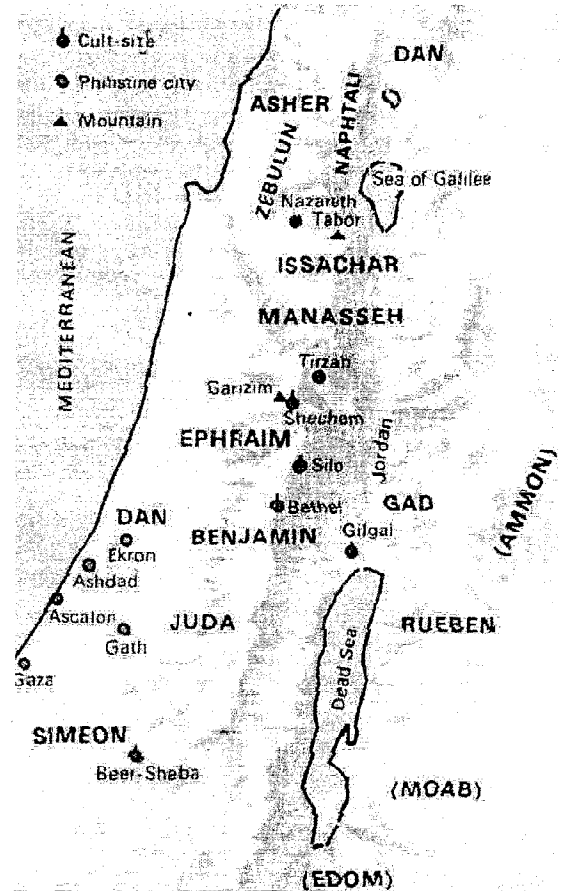 Cult-site
Philistine city
Mountain
DAN
ASHER
NAPHTALI
ZEBULUN
Sea of Galilee
Nazareth
Tabor
ISSACHAR
MEDITERRANEAN
MANASSEH
Tirzah
Garizim
Shechem
EPHRAIM
Silo
Jordan
Bethel
GAD
(AMMON)
DAN
BENJAMIN
Gilgal
Ekron
Ashdad
Ascalon
JUDA
RUEBEN
Gath
Dead Sea
Gaza
SIMEON
Beer-Sheba
(MOAB)
(EDOM)